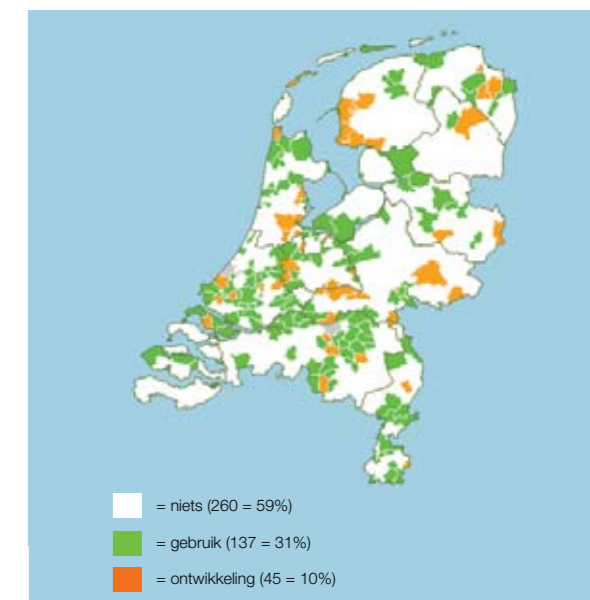 = niets (260 = 59%)
= gebruik (137 = 31%)
= ontwikkeling (45 = 10%)